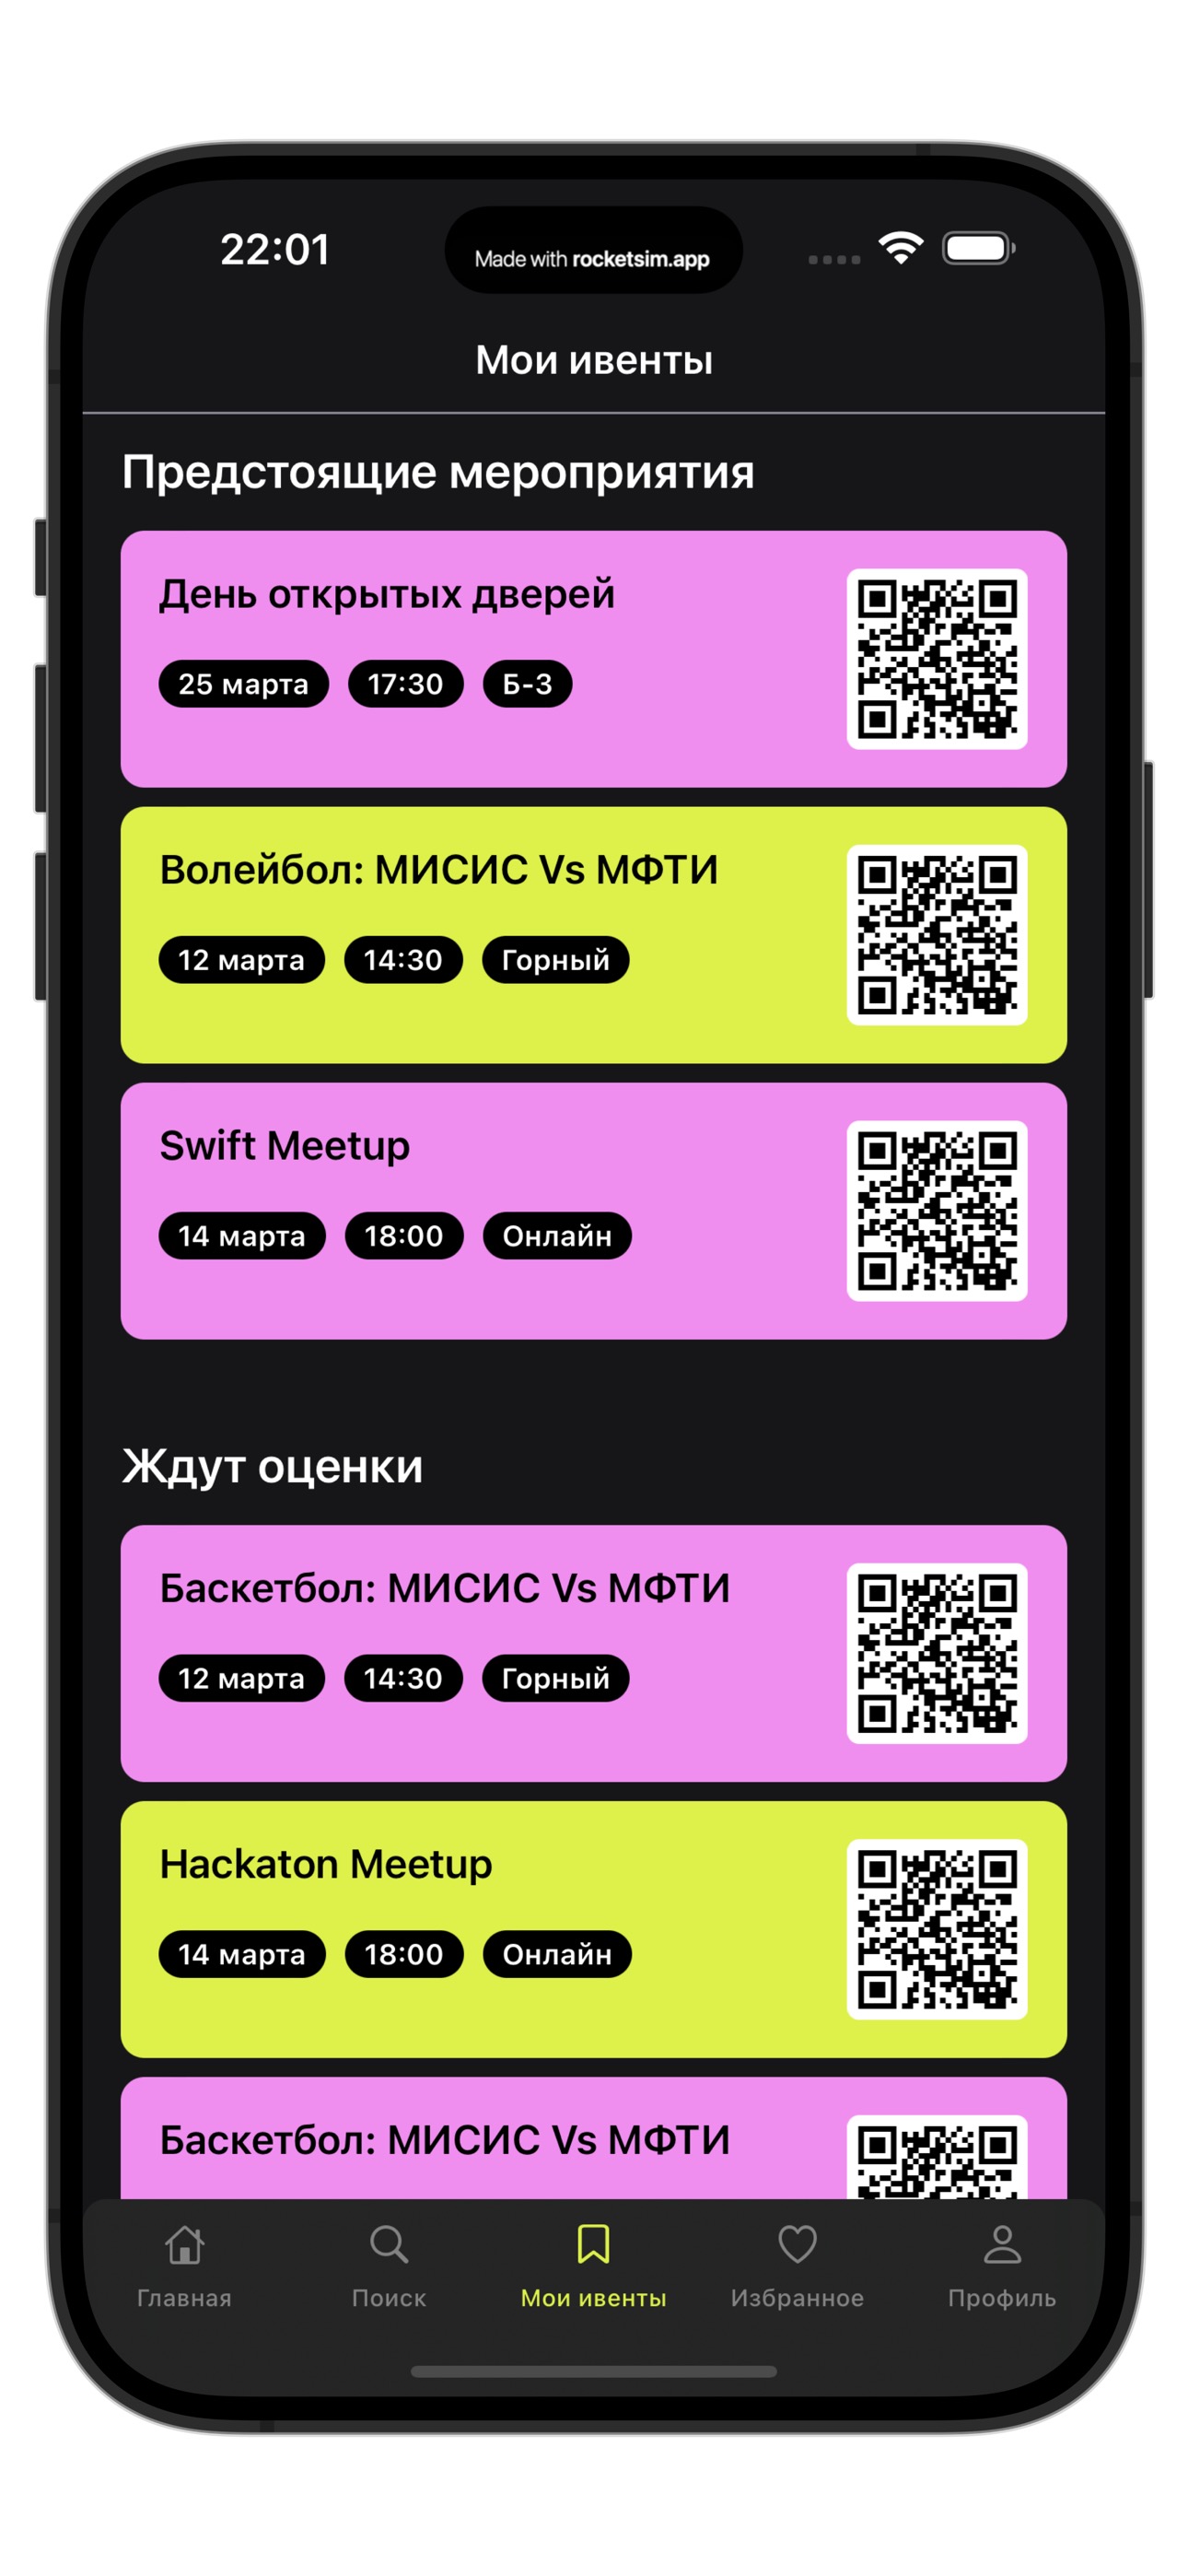 22:01
Made with rocketsim.app
Мои ивенты
Предстоящие мероприятия
День открытых дверей
25 марта 17:30 Б-3
Волейбол: МИСИС Vs МФТИ
12 марта 14:30 Горный
Swift Meetup
14 марта 18:00 Онлайн
Ждут оценки
Баскетбол: МИСИС Vs МФТИ
12 марта 14:30 Горный
Hackaton Meetup
14 марта 18:00 Онлайн
Баскетбол: МИСИС Vs МФТИ
Главная Поиск Мои ивенты Избранное Профиль